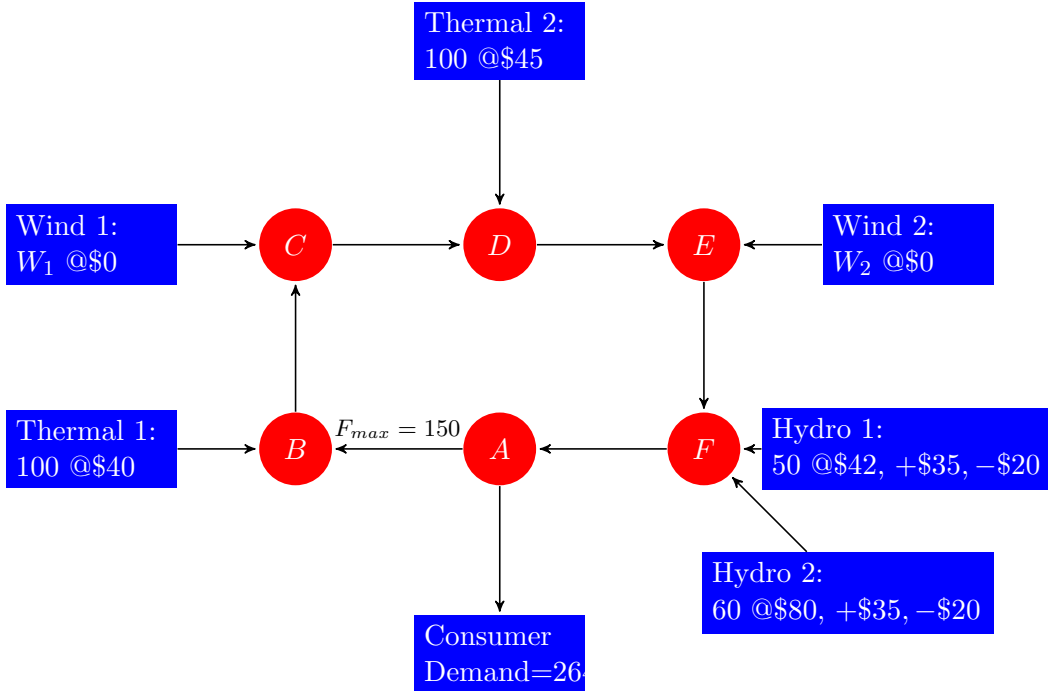 Thermal 2:
100 @$45
Wind 1:
W₁ @$0
C
D
E
Wind 2:
W₂ @$0
Thermal 1:
100 @$40
B
Fₘₐₓ = 150
A
F
Hydro 1:
50 @$42, +$35, −$20
Hydro 2:
60 @$80, +$35, −$20
Consumer
Demand=264